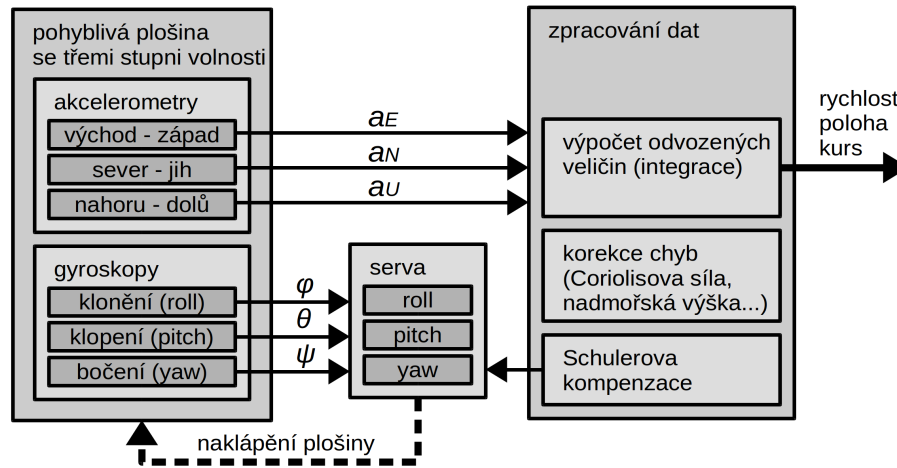 pohyblivá plošina
se třemi stupni volnosti
akcelerometry
východ - západ
sever - jih
nahoru - dolů
gyroskopy
klonění (roll)
klopení (pitch)
bočení (yaw)
aE
aN
aU
φ
θ
ψ
serva
roll
pitch
yaw
naklápění plošiny
zpracování dat
výpočet odvozených
veličin (integrace)
korekce chyb
(Coriolisova síla,
nadmořská výška...)
Schulerova
kompenzace
rychlost
poloha
kurs